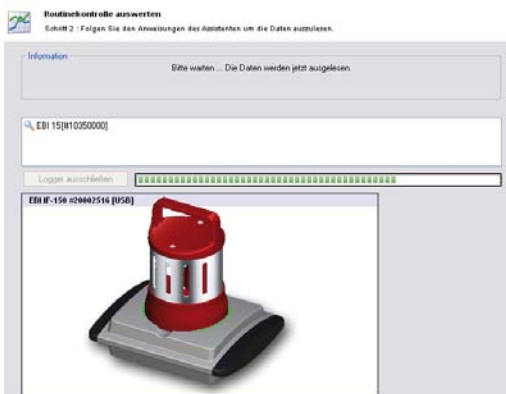 Routinekontrolle auswerten
Schritt 2 : Folgen Sie den Anweisungen des Assistenten um die Daten auszulesen.
Information
Bitte warten ... Die Daten werden jetzt ausgelesen.
EBI 15[#10350000]
Logger ausschließen
EBI IF-150 #20002516 [USB]